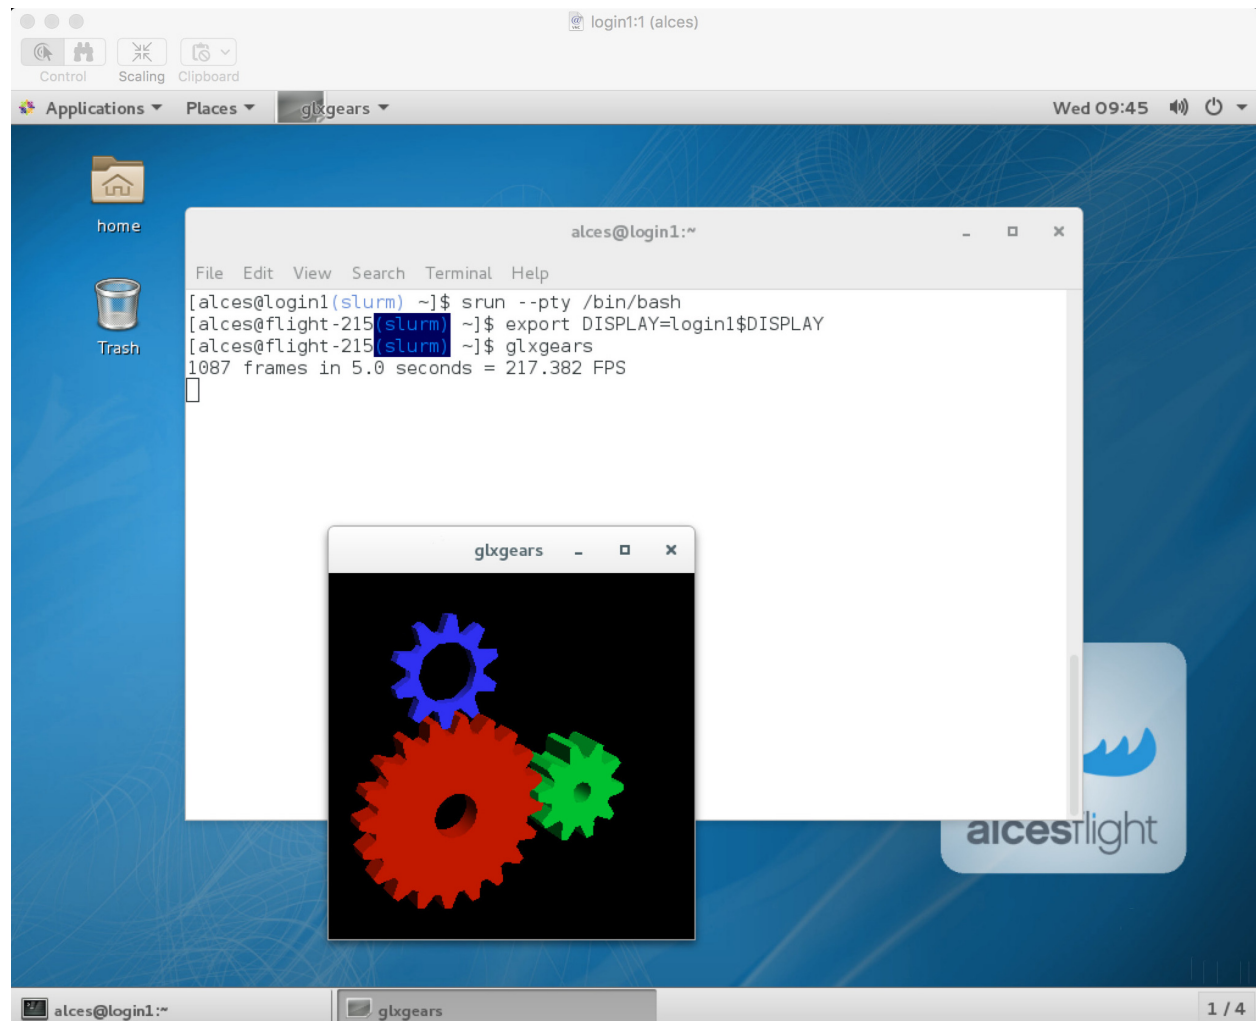 login1:1 (alces)
Control Scaling Clipboard
Applications Places glxgears Wed 09:45
home
Trash
alces@login1:~
File Edit View Search Terminal Help
[alces@login1(slurm) ~]$ srun --pty /bin/bash
[alces@flight-215(slurm) ~]$ export DISPLAY=login1$DISPLAY
[alces@flight-215(slurm) ~]$ glxgears
1087 frames in 5.0 seconds = 217.382 FPS
glxgears
alcesflight
alces@login1:~ glxgears 1 / 4